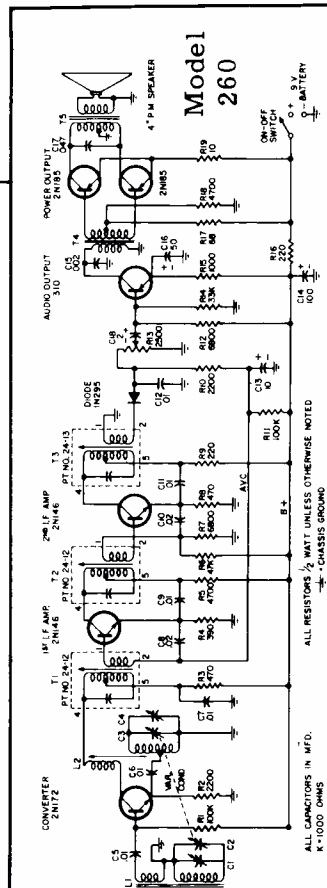 Model
260
CONVERTER
2N172
1ST I.F. AMP.
2N146
2ND I.F. AMP.
2N146
DIODE
1N295
AUDIO OUTPUT
310
POWER OUTPUT
2N185
2N185
4" P M SPEAKER
T1
PT NO. 24-12
T2
PT NO. 24-12
T3
PT NO. 24-13
T4
T5
L1
L2
C1
C2
C3
C4
VARI.
COND
C5
.01
C6
.01
C7
.01
C8
.02
C9
.01
C10
.02
C11
.01
C12
.01
C13
10
C14
100
C15
.002
C16
50
C17
.047
C18
2
R1
100K
R2
2200
R3
470
R4
390
R5
4700
R6
47K
R7
6800
R8
470
R9
220
R10
2200
R11
100K
R12
6800
R13
2500
R14
33K
R15
1000
R16
220
R17
68
R18
4700
R19
10
AVC
B+
ON-OFF
SWITCH
+ 9 V
- BATTERY
ALL CAPACITORS IN MFD.
K = 1000 OHMS
ALL RESISTORS 1/2 WATT UNLESS OTHERWISE NOTED
= CHASSIS GROUND